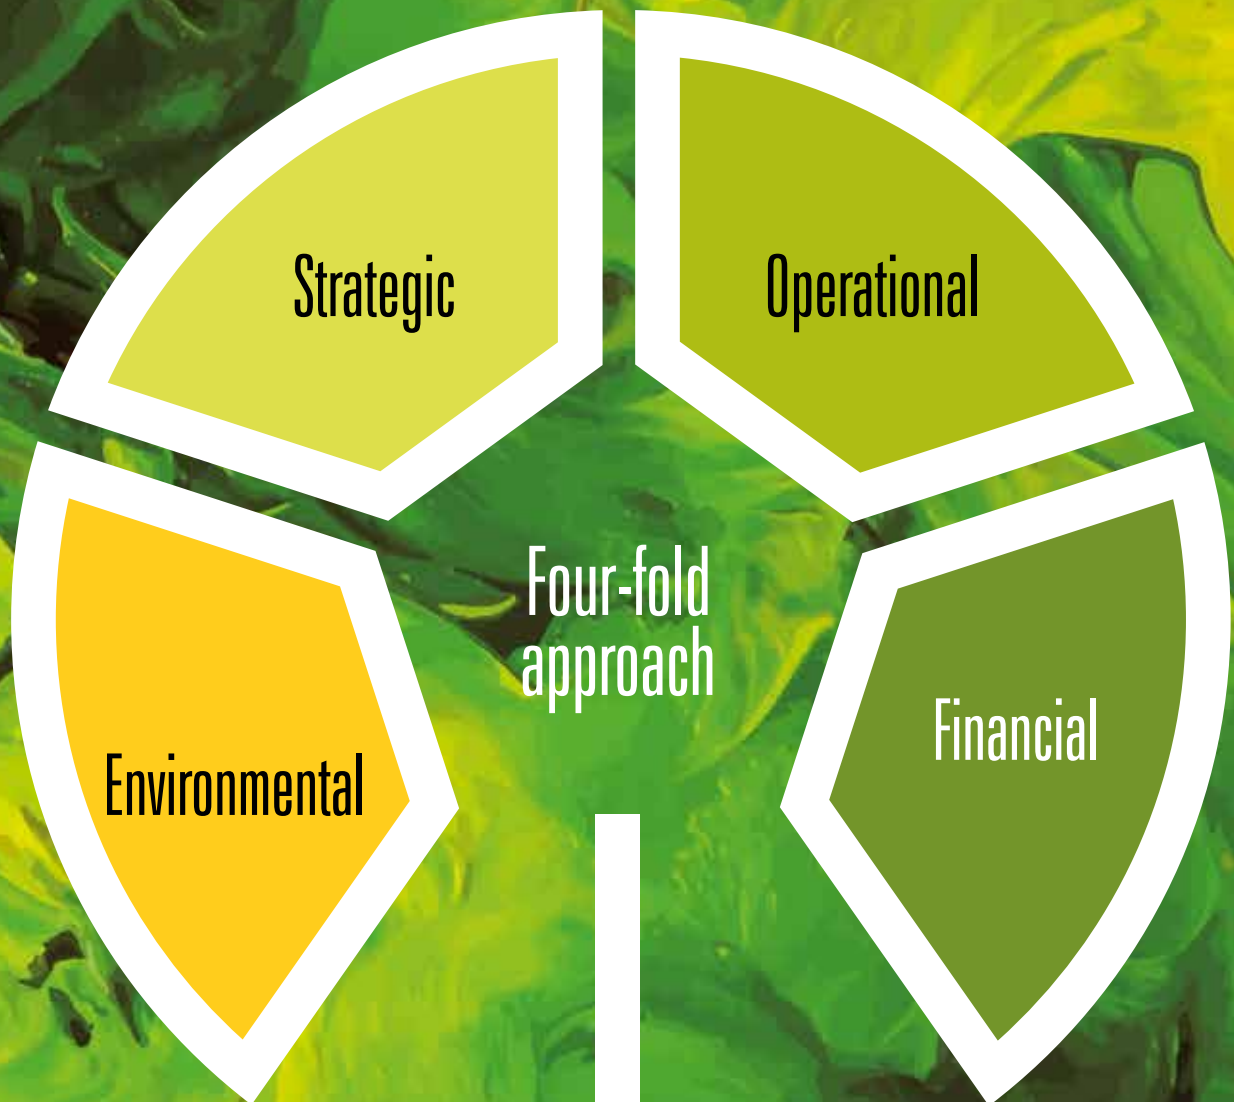 Strategic
Operational
Four-fold
approach
Environmental
Financial